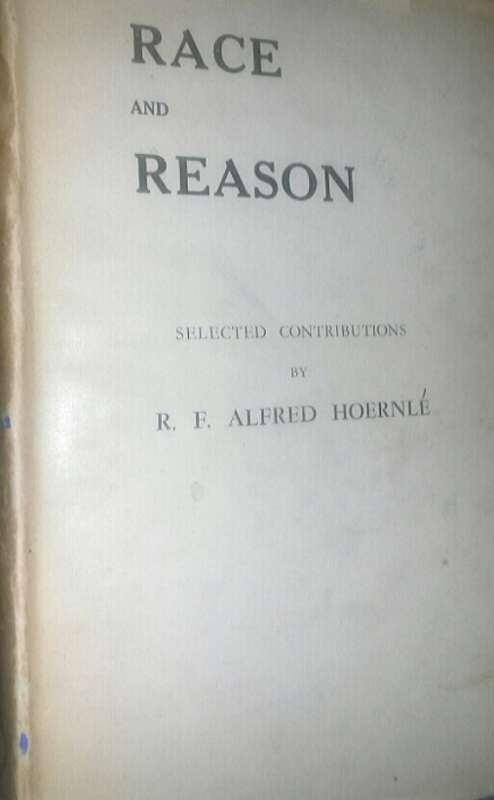 RACE
AND
REASON
SELECTED CONTRIBUTIONS
BY
R. F. ALFRED HOERNLÉ